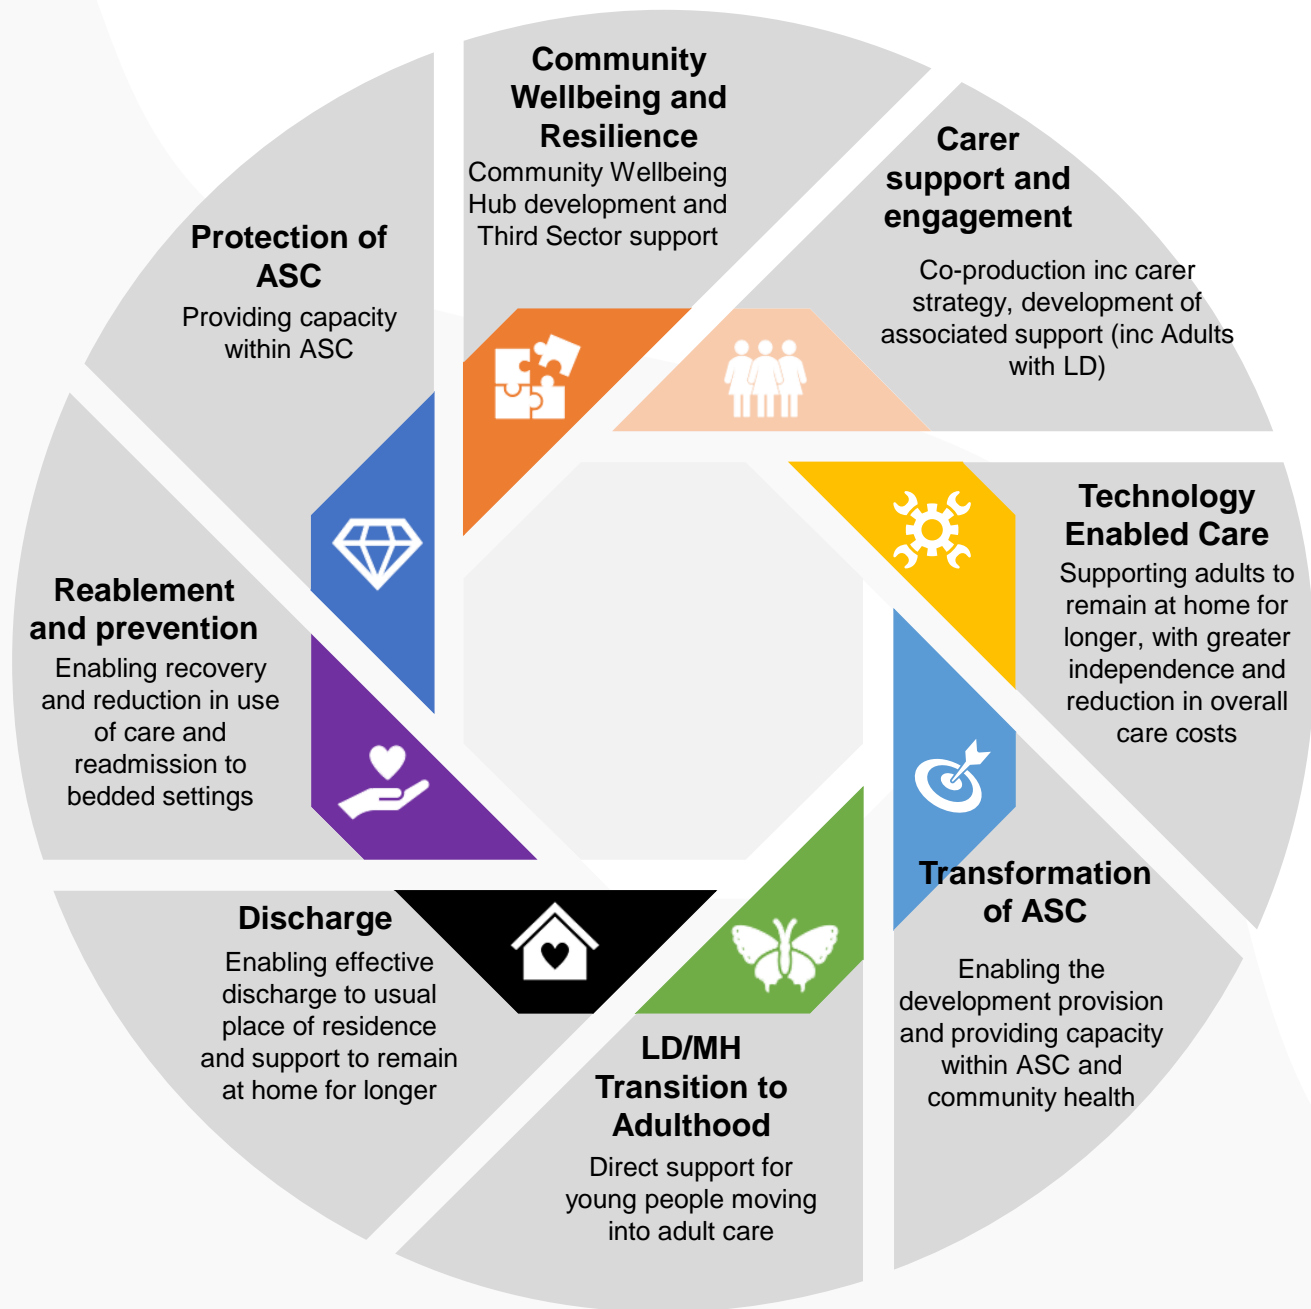 Community
Wellbeing and
Resilience
Community Wellbeing
Hub development and
Third Sector support
Carer
support and
engagement
Co-production inc carer
strategy, development of
associated support (inc Adults
with LD)
Technology
Enabled Care
Supporting adults to
remain at home for
longer, with greater
independence and
reduction in overall
care costs
Transformation
of ASC
Enabling the
development provision
and providing capacity
within ASC and
community health
LD/MH
Transition to
Adulthood
Direct support for
young people moving
into adult care
Discharge
Enabling effective
discharge to usual
place of residence
and support to remain
at home for longer
Reablement
and prevention
Enabling recovery
and reduction in use
of care and
readmission to
bedded settings
Protection of
ASC
Providing capacity
within ASC